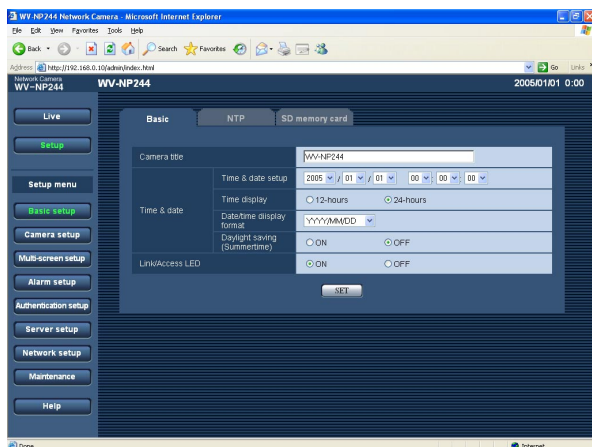 WV-NP244 Network Camera - Microsoft Internet Explorer
File Edit View Favorites Tools Help
Back Search Favorites
Address http://192.168.0.10/admin/index.html Go Links
Network Camera
WV-NP244
WV-NP244
2005/01/01 0:00
Live
Setup
Setup menu
Basic setup
Camera setup
Multi-screen setup
Alarm setup
Authentication setup
Server setup
Network setup
Maintenance
Help
Basic NTP SD memory card
Camera title WV-NP244
Time & date
Time & date setup 2005 / 01 / 01 00 : 00 : 00
Time display 12-hours 24-hours
Date/time diisplay
format
YYYY/MM/DD
Daylight saving
(Summertime)
ON OFF
Link/Access LED ON OFF
SET
Done Internet